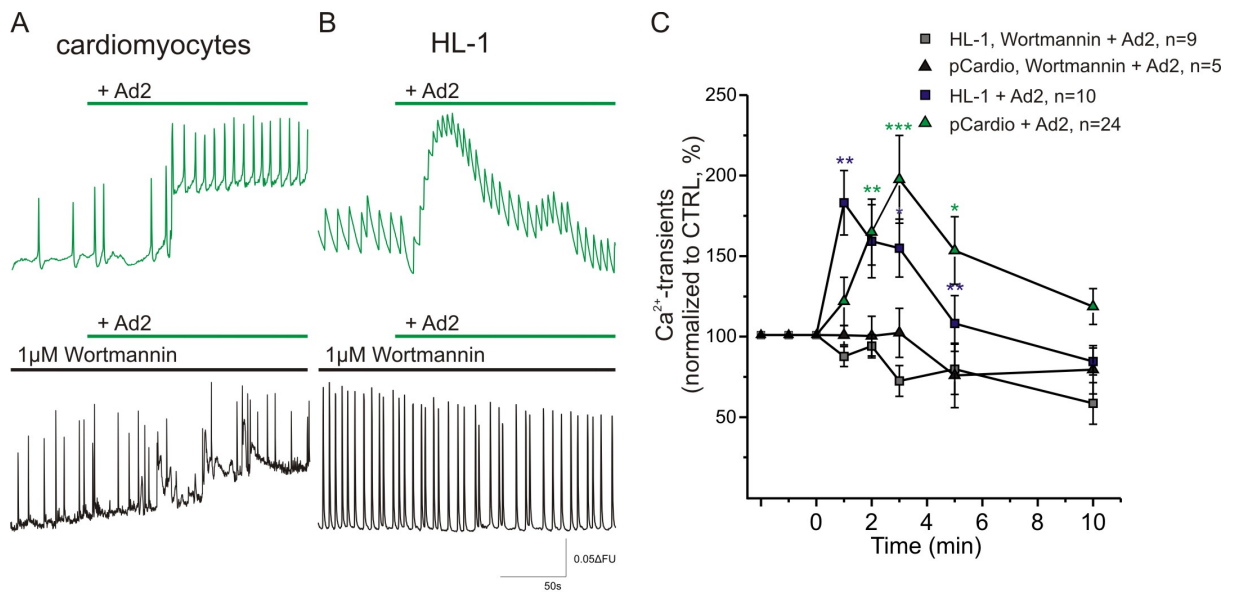 A
cardiomyocytes
+ Ad2
+ Ad2
1µM Wortmannin
B
HL-1
+ Ad2
+ Ad2
1µM Wortmannin
0.05ΔFU
50s
C
HL-1, Wortmannin + Ad2, n=9
pCardio, Wortmannin + Ad2, n=5
HL-1 + Ad2, n=10
pCardio + Ad2, n=24
Ca²⁺-transients
(normalized to CTRL, %)
250
200
150
100
50
**
**
***
*
*
**
0 2 4 6 8 10
Time (min)